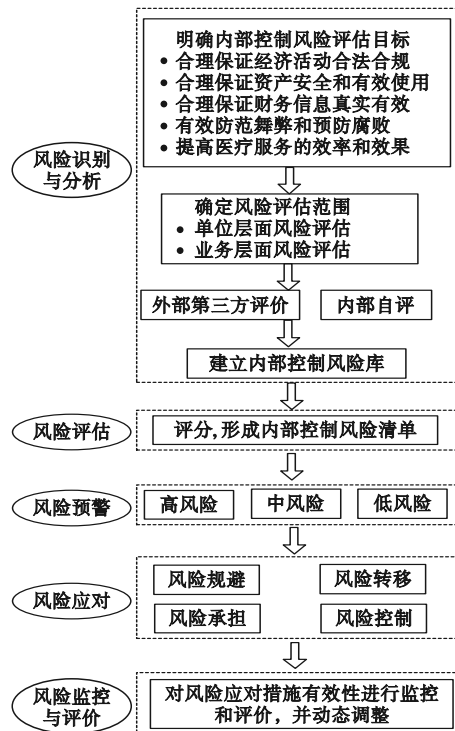 明确内部控制风险评估目标
• 合理保证经济活动合法合规
• 合理保证资产安全和有效使用
• 合理保证财务信息真实有效
• 有效防范舞弊和预防腐败
• 提高医疗服务的效率和效果
风险识别
与分析
确定风险评估范围
• 单位层面风险评估
• 业务层面风险评估
外部第三方评价
内部自评
建立内部控制风险库
风险评估
评分,形成内部控制风险清单
风险预警
高风险
中风险
低风险
风险应对
风险规避
风险转移
风险承担
风险控制
风险监控
与评价
对风险应对措施有效性进行监控
和评价，并动态调整